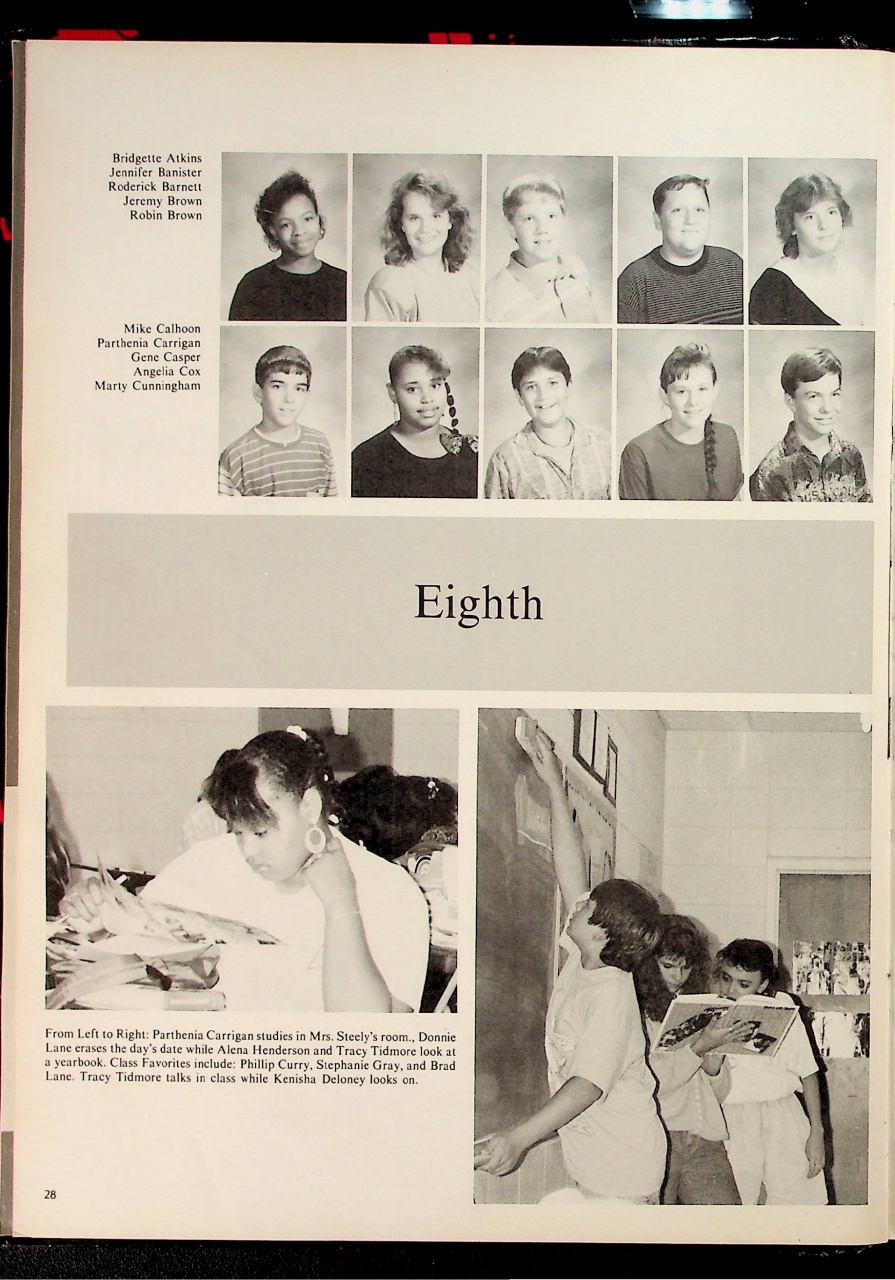 Bridgette Atkins
Jennifer Banister
Roderick Barnett
Jeremy Brown
Robin Brown
Mike Calhoon
Parthenia Carrigan
Gene Casper
Angelia Cox
Marty Cunningham
Eighth
From Left to Right: Parthenia Carrigan studies in Mrs. Steely's room., Donnie
Lane erases the day's date while Alena Henderson and Tracy Tidmore look at
a yearbook. Class Favorites include: Phillip Curry, Stephanie Gray, and Brad
Lane. Tracy Tidmore talks in class while Kenisha Deloney looks on.
28